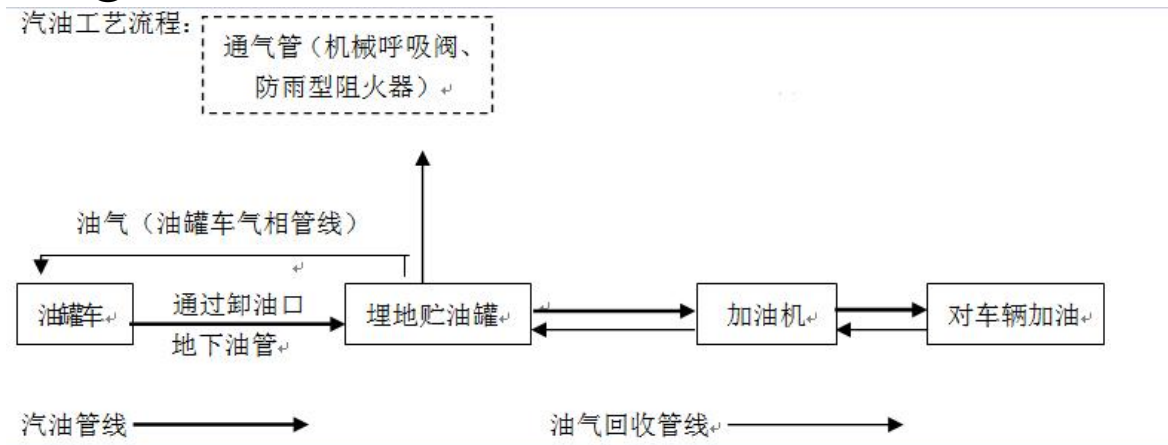 汽油工艺流程：
通气管（机械呼吸阀、
防雨型阻火器）
油气（油罐车气相管线）
油罐车
通过卸油口
地下油管
埋地贮油罐
加油机
对车辆加油
汽油管线
油气回收管线